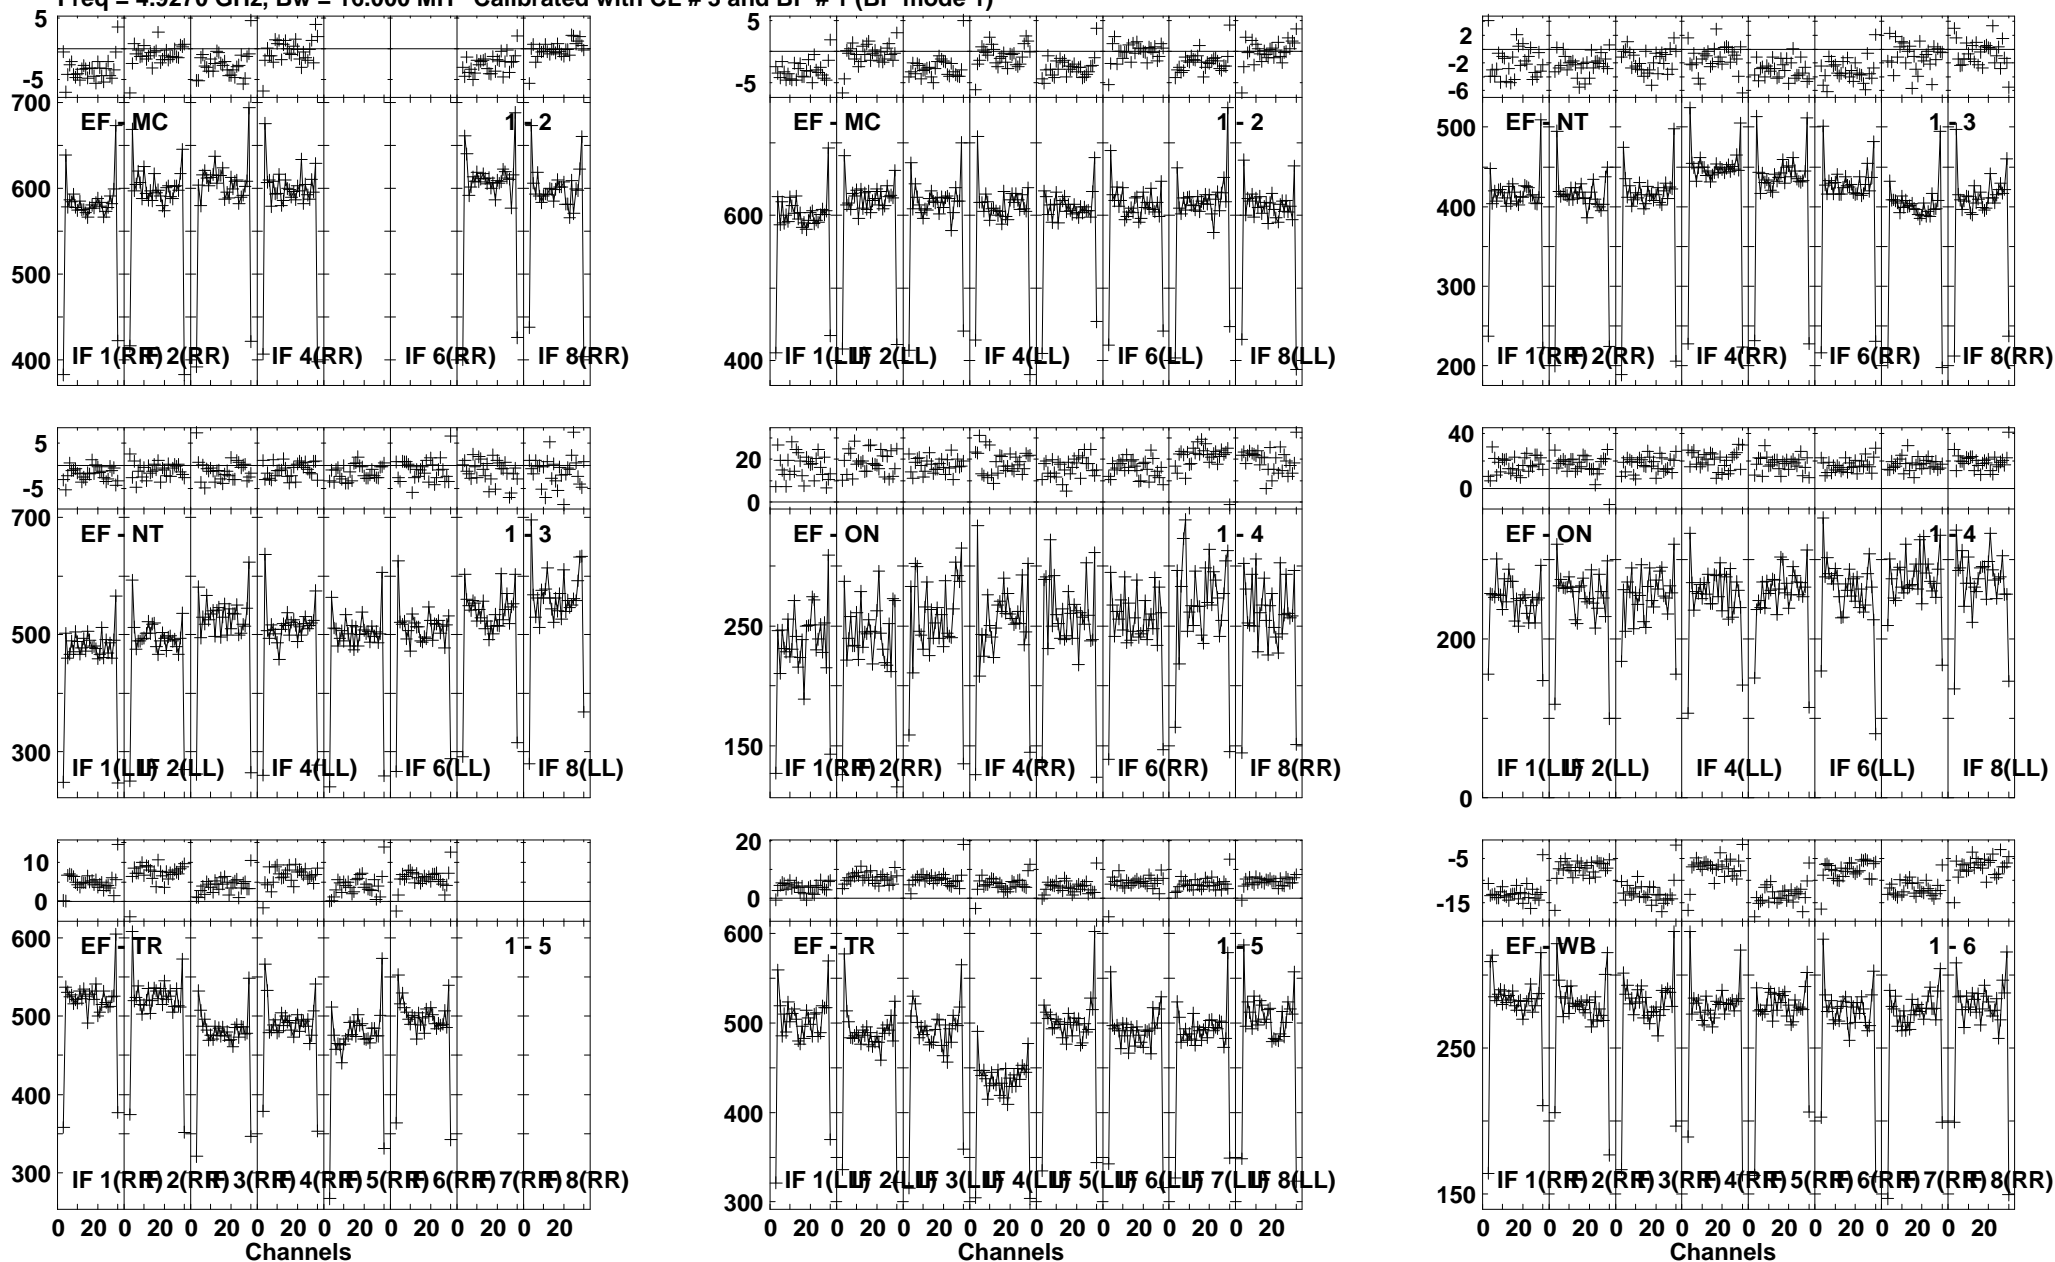 Freq = 4.9270 GHz, Bw = 16.000 MH Calibrated with CL # 3 and BP # 1 (BP mode 1)
5
-5
700
600
500
400
EF - MC
1 - 2
IF 1(RR)
IF 2(RR)
IF 4(RR)
IF 6(RR)
IF 8(RR)
5
-5
600
400
EF - MC
1 - 2
IF 1(LL)
IF 2(LL)
IF 4(LL)
IF 6(LL)
IF 8(LL)
2
-2
-6
500
400
300
200
EF - NT
1 - 3
IF 1(RR)
IF 2(RR)
IF 4(RR)
IF 6(RR)
IF 8(RR)
5
-5
700
500
300
EF - NT
1 - 3
IF 1(LL)
IF 2(LL)
IF 4(LL)
IF 6(LL)
IF 8(LL)
20
0
250
150
EF - ON
1 - 4
IF 1(RR)
IF 2(RR)
IF 4(RR)
IF 6(RR)
IF 8(RR)
40
0
200
0
EF - ON
1 - 4
IF 1(LL)
IF 2(LL)
IF 4(LL)
IF 6(LL)
IF 8(LL)
10
0
600
500
400
300
EF - TR
1 - 5
IF 1(RR)
IF 2(RR)
IF 3(RR)
IF 4(RR)
IF 5(RR)
IF 6(RR)
IF 7(RR)
IF 8(RR)
0 20 0 20 0 20 0 20 0 20 0 20 0 20 0 20
Channels
20
0
600
500
400
300
EF - TR
1 - 5
IF 1(LL)
IF 2(LL)
IF 3(LL)
IF 4(LL)
IF 5(LL)
IF 6(LL)
IF 7(LL)
IF 8(LL)
0 20 0 20 0 20 0 20 0 20 0 20 0 20 0 20
Channels
-5
-15
250
150
EF - WB
1 - 6
IF 1(RR)
IF 2(RR)
IF 3(RR)
IF 4(RR)
IF 5(RR)
IF 6(RR)
IF 7(RR)
IF 8(RR)
0 20 0 20 0 20 0 20 0 20 0 20 0 20 0 20
Channels